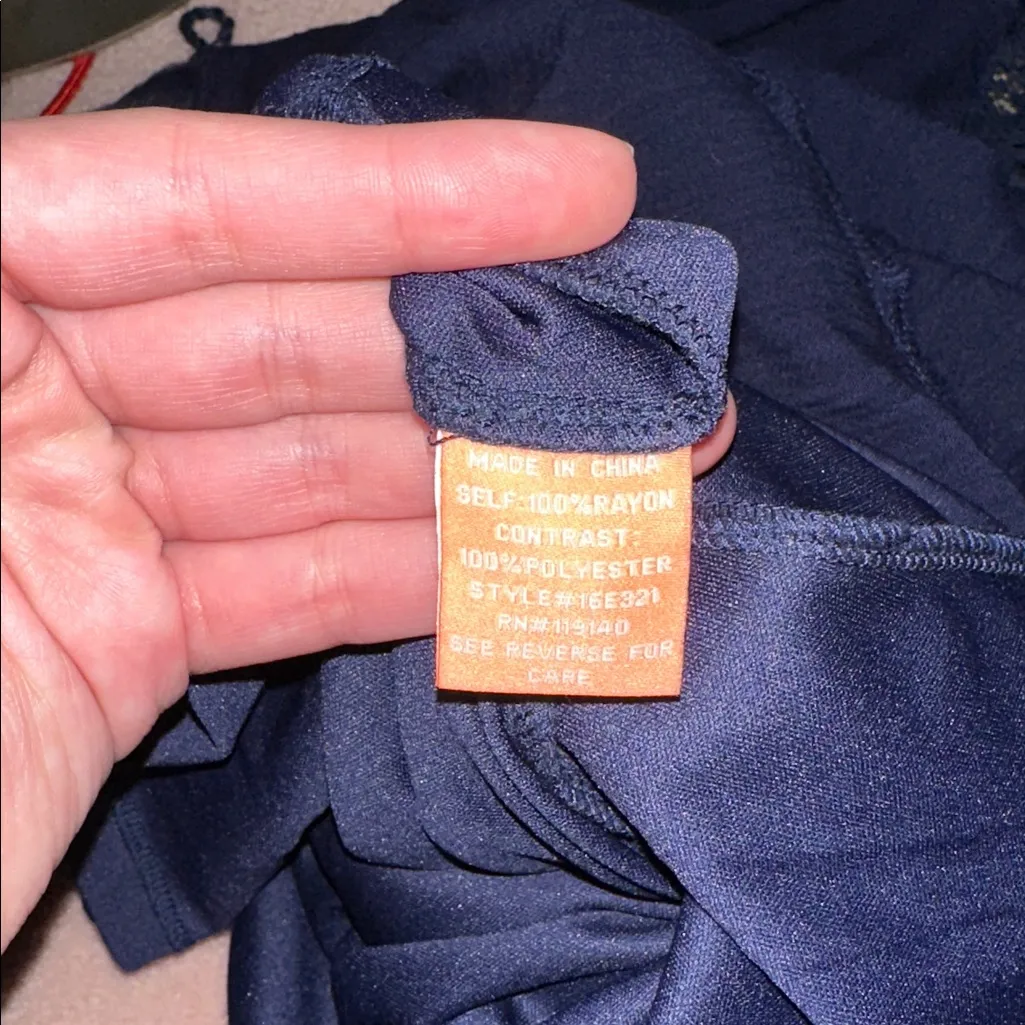 MADE IN CHINA
SELF:100%RAYON
CONTRAST:
100%POLYESTER
STYLE#16E321
RN#119140
SEE REVERSE FOR
CARE